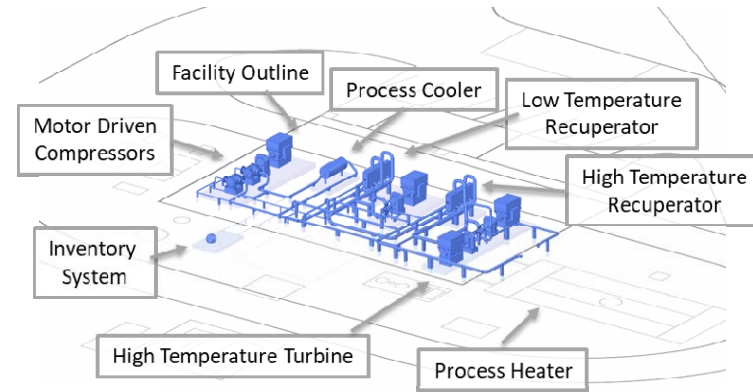 Facility Outline
Process Cooler
Low Temperature
Recuperator
Motor Driven
Compressors
High Temperature
Recuperator
Inventory
System
High Temperature Turbine
Process Heater